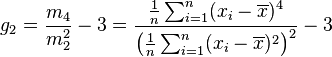 g_2 = \frac{m_4}{m_2^2} - 3 = \frac{\frac{1}{n} \sum_{i=1}^{n} (x_i - \overline{x})^4}{\left( \frac{1}{n} \sum_{i=1}^{n} (x_i - \overline{x})^2 \right)^2} - 3